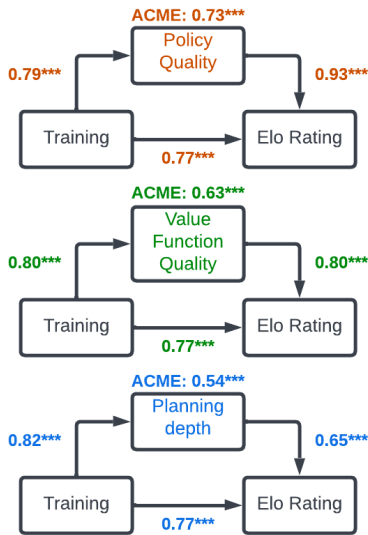 ACME: 0.73***
Policy
Quality
0.79***
0.93***
Training
Elo Rating
0.77***
ACME: 0.63***
Value
Function
Quality
0.80***
0.80***
Training
Elo Rating
0.77***
ACME: 0.54***
Planning
depth
0.82***
0.65***
Training
Elo Rating
0.77***